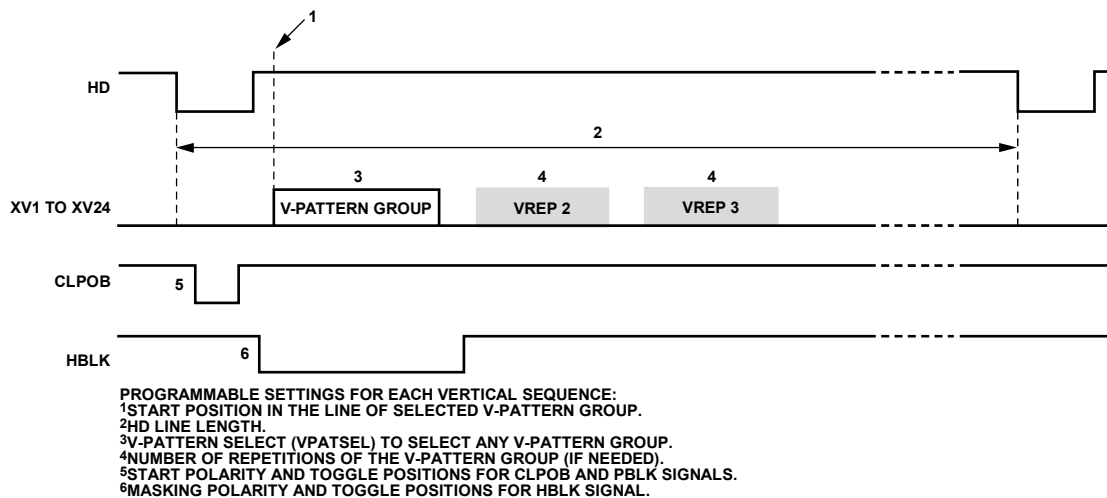 1
HD
2
3
4
4
XV1 TO XV24
V-PATTERN GROUP
VREP 2
VREP 3
CLPOB
5
HBLK
6
PROGRAMMABLE SETTINGS FOR EACH VERTICAL SEQUENCE:
1START POSITION IN THE LINE OF SELECTED V-PATTERN GROUP.
2HD LINE LENGTH.
3V-PATTERN SELECT (VPATSEL) TO SELECT ANY V-PATTERN GROUP.
4NUMBER OF REPETITIONS OF THE V-PATTERN GROUP (IF NEEDED).
5START POLARITY AND TOGGLE POSITIONS FOR CLPOB AND PBLK SIGNALS.
6MASKING POLARITY AND TOGGLE POSITIONS FOR HBLK SIGNAL.